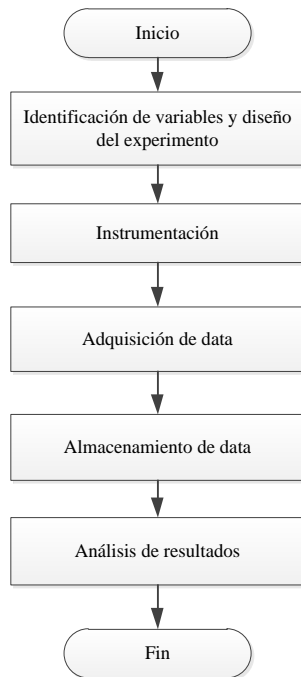 Inicio
Identificación de variables y diseño
del experimento
Instrumentación
Adquisición de data
Almacenamiento de data
Análisis de resultados
Fin